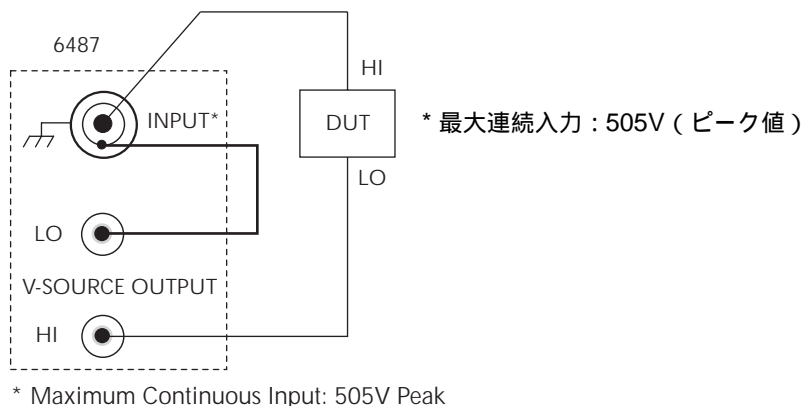 6487
HI
INPUT*
DUT
* 最大連続入力 : 505V ( ピーク値 )
LO
LO
V-SOURCE OUTPUT
HI
* Maximum Continuous Input: 505V Peak